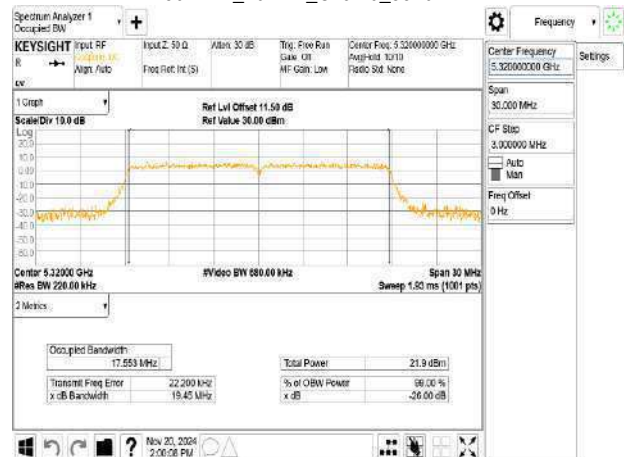 Spectrum Analyzer 1
Occupied BW
Frequency
KEYSIGHT
Input: RF
Align: Auto
Input Z: 50 Ω
Freq Ref: Int (S)
Atten: 30 dB
Trig: Free Run
Gate: Off
#IF Gain: Low
Center Freq: 5.320000000 GHz
Avg|Hold: 10/10
Radio Std: None
Center Frequency
5.320000000 GHz
Settings
Span
30.000 MHz
CF Step
3.000000 MHz
Auto
Man
Freq Offset
0 Hz
1 Graph
Scale/Div 10.0 dB
Ref Lvl Offset 11.50 dB
Ref Value 30.00 dBm
Log
20.0
10.0
0.00
-10.0
-20.0
-30.0
-40.0
-50.0
-60.0
Center 5.32000 GHz
#Res BW 220.00 kHz
#Video BW 680.00 kHz
Span 30 MHz
Sweep 1.93 ms (1001 pts)
2 Metrics
Occupied Bandwidth
17.553 MHz
Total Power
21.9 dBm
Transmit Freq Error
22.200 kHz
% of OBW Power
99.00 %
x dB Bandwidth
19.45 MHz
x dB
-26.00 dB
Nov 20, 2024
2:00:08 PM